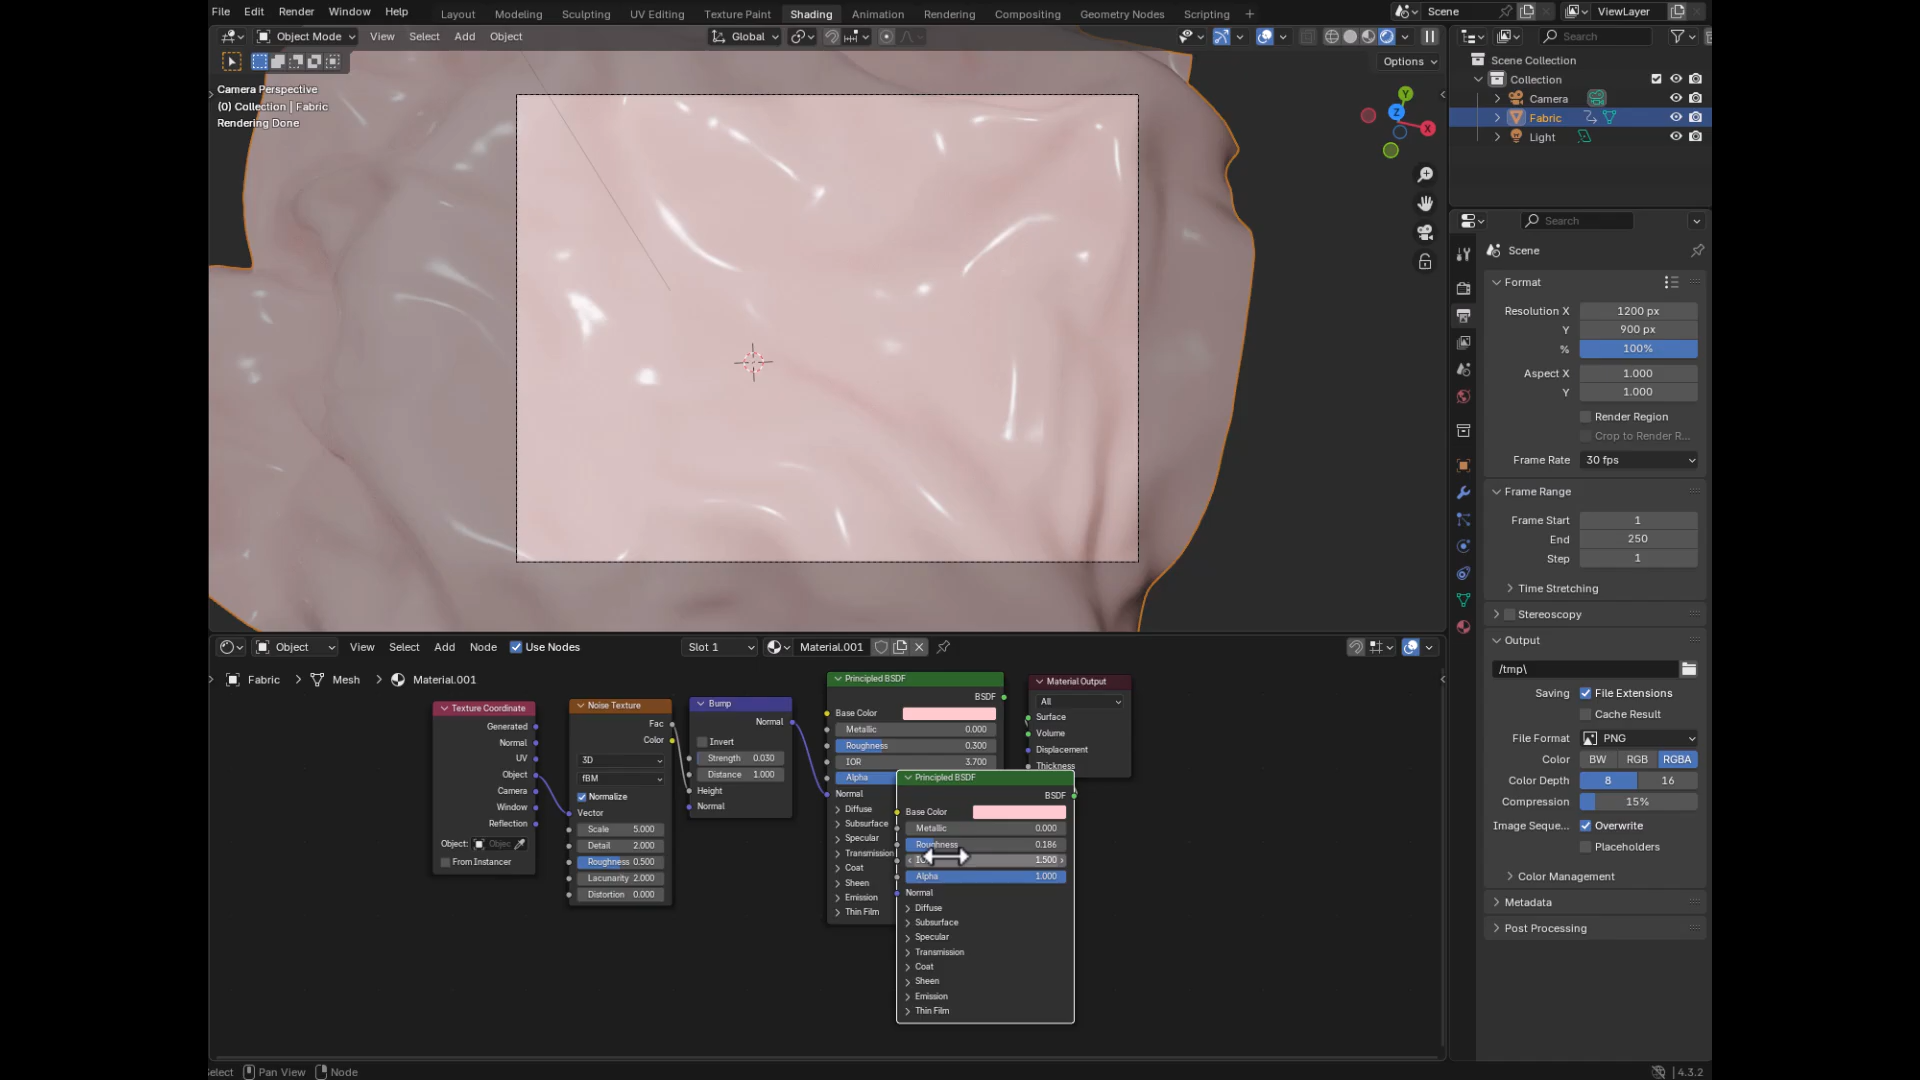 File Edit Render Window Help Layout Modeling Sculpting UV Editing Texture Paint Shading Animation Rendering Compositing Geometry Nodes Scripting + Scene ViewLayer
Object Mode View Select Add Object Global Search
Options
Camera Perspective
(0) Collection | Fabric
Rendering Done
Y
Z
X
Scene Collection
Collection
Camera
Fabric
Light
Search
Scene
Format
Resolution X 1200 px
Y 900 px
% 100%
Aspect X 1.000
Y 1.000
Render Region
Crop to Render R...
Frame Rate 30 fps
Frame Range
Frame Start 1
End 250
Step 1
Time Stretching
Stereoscopy
Output
/tmp\
Saving File Extensions
Cache Result
File Format PNG
Color BW RGB RGBA
Color Depth 8 16
Compression 15%
Image Seque... Overwrite
Placeholders
Color Management
Metadata
Post Processing
Object View Select Add Node Use Nodes Slot 1 Material.001
Fabric > Mesh > Material.001
Texture Coordinate
Generated
Normal
UV
Object
Camera
Window
Reflection
Object: Objec
From Instancer
Noise Texture
Fac
Color
3D
fBM
Normalize
Vector
Scale 5.000
Detail 2.000
Roughness 0.500
Lacunarity 2.000
Distortion 0.000
Bump
Normal
Invert
Strength 0.030
Distance 1.000
Height
Normal
Principled BSDF
BSDF
Base Color
Metallic 0.000
Roughness 0.300
IOR 3.700
Alpha
Normal
Diffuse
Subsurface
Specular
Transmission
Coat
Sheen
Emission
Thin Film
Principled BSDF
BSDF
Base Color
Metallic 0.000
Roughness 0.186
1.500
Alpha 1.000
Normal
Diffuse
Subsurface
Specular
Transmission
Coat
Sheen
Emission
Thin Film
Material Output
All
Surface
Volume
Displacement
Thickness
elect Pan View Node 4.3.2